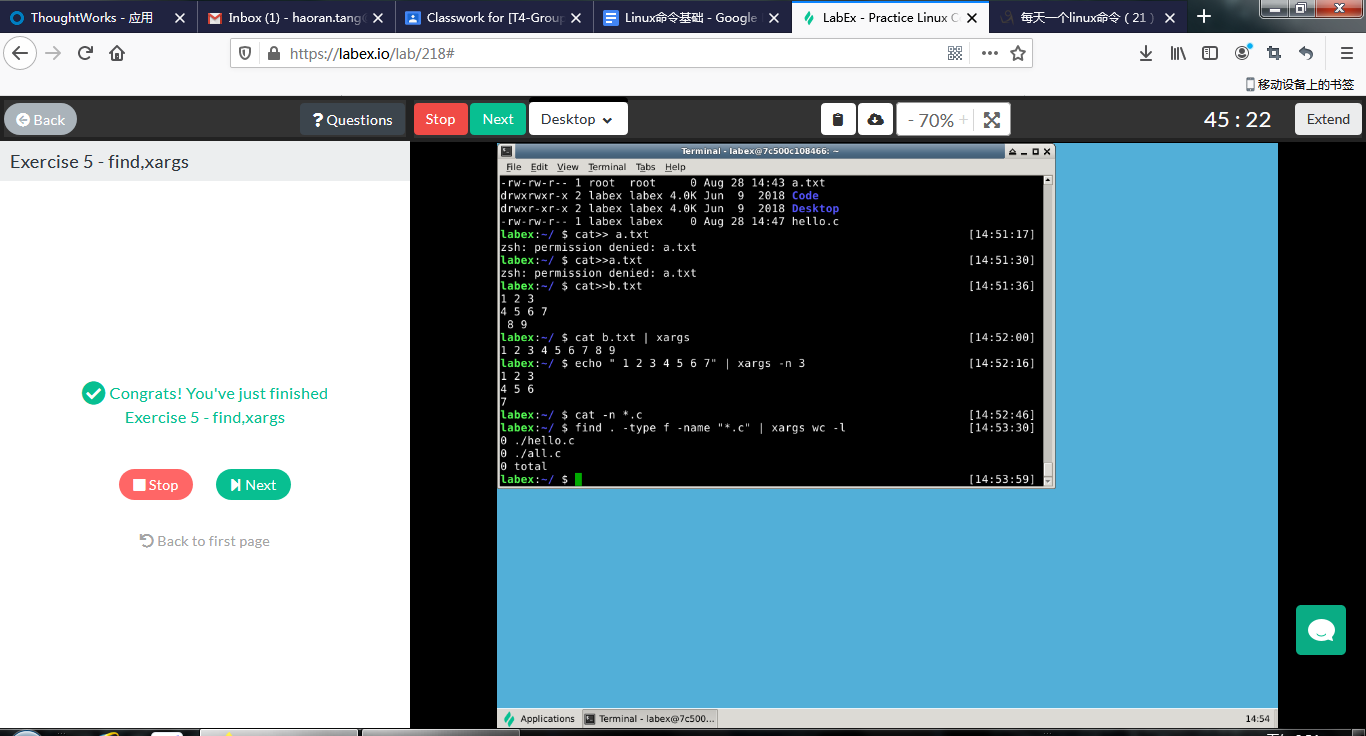 ThoughtWorks - 应用
Inbox (1) - haoran.tang
Classwork for [T4-Group
Linux命令基础 - Google
LabEx - Practice Linux C
每天一个linux命令 ( 21 )
https://labex.io/lab/218#
移动设备上的书签
Back
? Questions
Stop
Next
Desktop
- 70% +
45 : 22
Extend
Exercise 5 - find,xargs
Congrats! You've just finished
Exercise 5 - find,xargs
Stop
Next
Back to first page
Terminal - labex@7c500c108466: ~
File Edit View Terminal Tabs Help
-rw-rw-r-- 1 root root 0 Aug 28 14:43 a.txt
drwxrwxr-x 2 labex labex 4.0K Jun 9 2018 Code
drwxr-xr-x 2 labex labex 4.0K Jun 9 2018 Desktop
-rw-rw-r-- 1 labex labex 0 Aug 28 14:47 hello.c
labex:~/ $ cat>> a.txt [14:51:17]
zsh: permission denied: a.txt
labex:~/ $ cat>>a.txt [14:51:30]
zsh: permission denied: a.txt
labex:~/ $ cat>>b.txt [14:51:36]
1 2 3
4 5 6 7
8 9
labex:~/ $ cat b.txt | xargs [14:52:00]
1 2 3 4 5 6 7 8 9
labex:~/ $ echo " 1 2 3 4 5 6 7" | xargs -n 3 [14:52:16]
1 2 3
4 5 6
7
labex:~/ $ cat -n *.c [14:52:46]
labex:~/ $ find . -type f -name "*.c" | xargs wc -l [14:53:30]
0 ./hello.c
0 ./all.c
0 total
labex:~/ $ [14:53:59]
Applications
Terminal - labex@7c500...
14:54